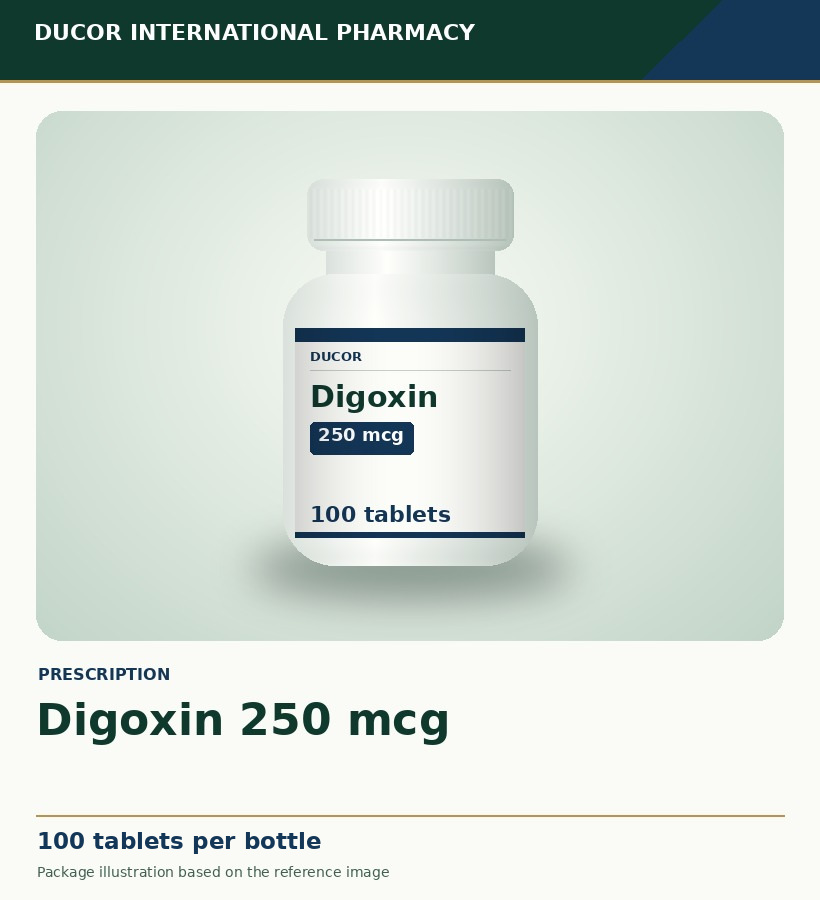 DUCOR INTERNATIONAL PHARMACY
DUCOR
Digoxin
250 mcg
100 tablets
PRESCRIPTION
Digoxin 250 mcg
100 tablets per bottle
Package illustration based on the reference image